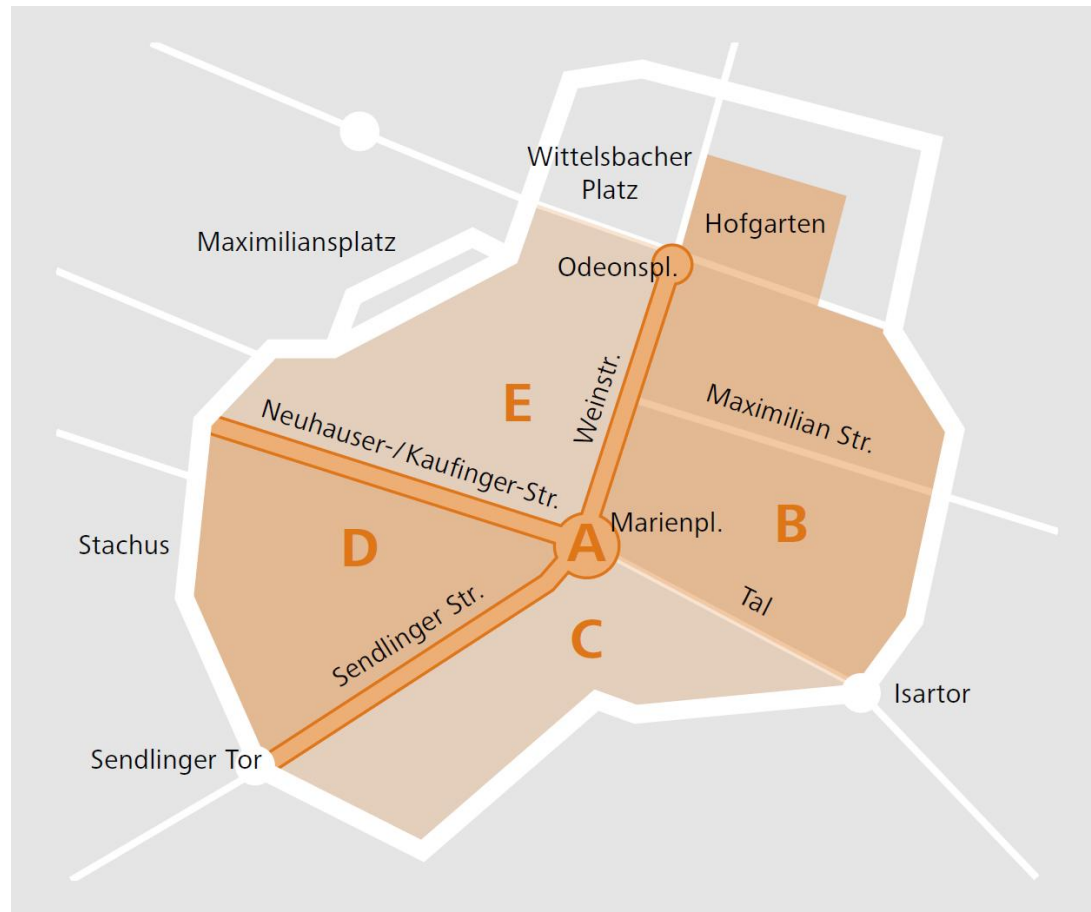 Wittelsbacher
Platz
Hofgarten
Maximiliansplatz
Odeonspl.
Weinstr.
Maximilian Str.
E
Neuhauser-/Kaufinger-Str.
Marienpl.
B
A
D
Stachus
Tal
Sendlinger Str.
C
Isartor
Sendlinger Tor